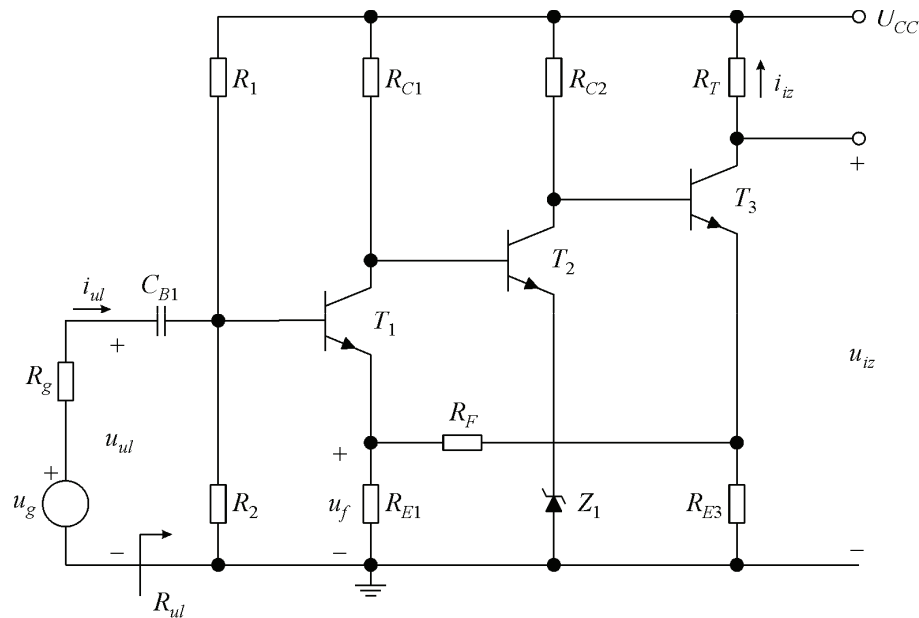 U_CC
R_1
R_C1
R_C2
R_T
i_iz
+
T_3
T_2
i_ul
C_B1
+
T_1
R_g
u_iz
R_F
u_ul
+
+
u_g
R_2
u_f
R_E1
Z_1
R_E3
−
−
−
R_ul